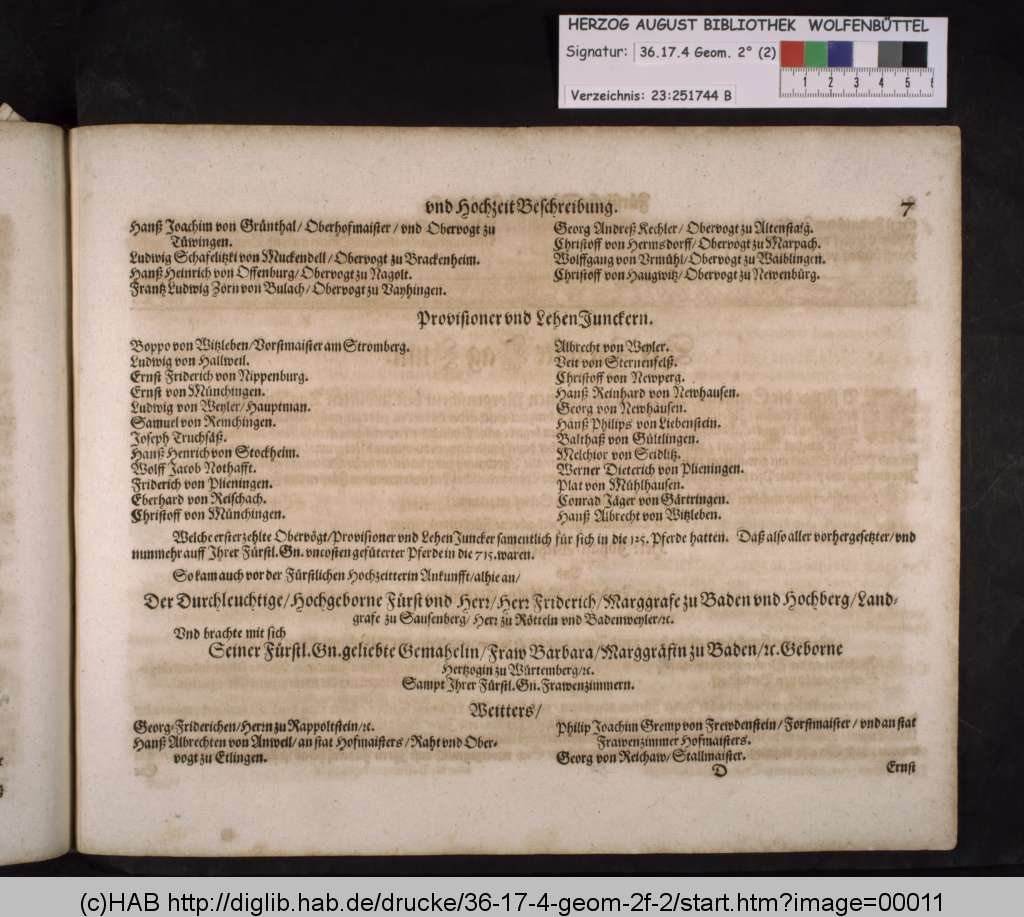 HERZOG AUGUST BIBLIOTHEK WOLFENBÜTTEL
Signatur: 36.17.4 Geom. 2° (2)
Verzeichnis: 23:251744 B
1 2 3 4 5 6
vnd Hochzeit Beschreibung. 7
Hanß Joachim von Grünthal/ Oberhofmaister/ vnd Obervogt zu
Tüwingen.
Ludwig Schafelitzki von Muckendell/ Obervogt zu Brackenheim.
Hanß Heinrich von Offenburg/ Obervogt zu Nagolt.
Frantz Ludwig Zorn von Bulach/ Obervogt zu Vayhingen.
Georg Andreß Kechler/ Obervogt zu Altenstaig.
Christoff von Hermsdorff/ Obervogt zu Marpach.
Wolffgang von Vrmühl/ Obervogt zu Waiblingen.
Christoff von Haugwitz/ Obervogt zu Newenbürg.
Provisioner vnd Lehen Junckern.
Boppo von Witzleben/ Vorstmaister am Stromberg.
Ludwig von Hallweil.
Ernst Friderich von Nippenburg.
Ernst von Münchingen.
Ludwig von Weyler/ Hauptman.
Samuel von Remchingen.
Joseph Truchsäß.
Hanß Henrich von Stockheim.
Wolff Jacob Nothafft.
Friderich von Plieningen.
Eberhard von Reischach.
Christoff von Münchingen.
Albrecht von Weyler.
Veit von Sternenfelß.
Christoff von Newperg.
Hanß Reinhard von Newhausen.
Georg von Newhausen.
Hanß Philips von Liebenstein.
Balthaß von Gültlingen.
Melchior von Seidlitz.
Werner Dieterich von Plieningen.
Plat von Mühlhausen.
Conrad Jäger von Gärtringen.
Hanß Albrecht von Witzleben.
Welche ersterzehlte Obervögt/ Provisioner vnd Lehen Juncker samentlich für sich in die 125. Pferde hatten. Daß also aller vorhergesetzter/ vnd
nunmehr auff Ihrer Fürstl. Gn. vncosten gefüterter Pferde in die 715. waren.
So kam auch vor der Fürstlichen Hochzeitterin Ankunfft/ alhie an/
Der Durchleuchtige/ Hochgeborne Fürst vnd Herr/ Herr Friderich/ Marggrafe zu Baden vnd Hochberg/ Land-
grafe zu Sausenberg/ Herr zu Rötteln vnd Badenweyler/ ꝛc.
Vnd brachte mit sich
Seiner Fürstl. Gn. geliebte Gemahelin/ Fraw Barbara/ Marggräfin zu Baden/ ꝛc. Geborne
Hertzogin zu Würtemberg/ ꝛc.
Sampt Ihrer Fürstl. Gn. Frawenzimmern.
Weitters/
Georg-Friderichen/ Herrn zu Rappoltstein/ ꝛc.
Hanß Albrechten von Anweil/ an stat Hofmaisters/ Raht vnd Ober-
vogt zu Etlingen.
Philip Joachim Gremp von Frewdenstein/ Forstmaister/ vnd an stat
Frawenzimmer Hofmaisters.
Georg von Reichaw/ Stallmaister.
D Ernst
(c)HAB http://diglib.hab.de/drucke/36-17-4-geom-2f-2/start.htm?image=00011